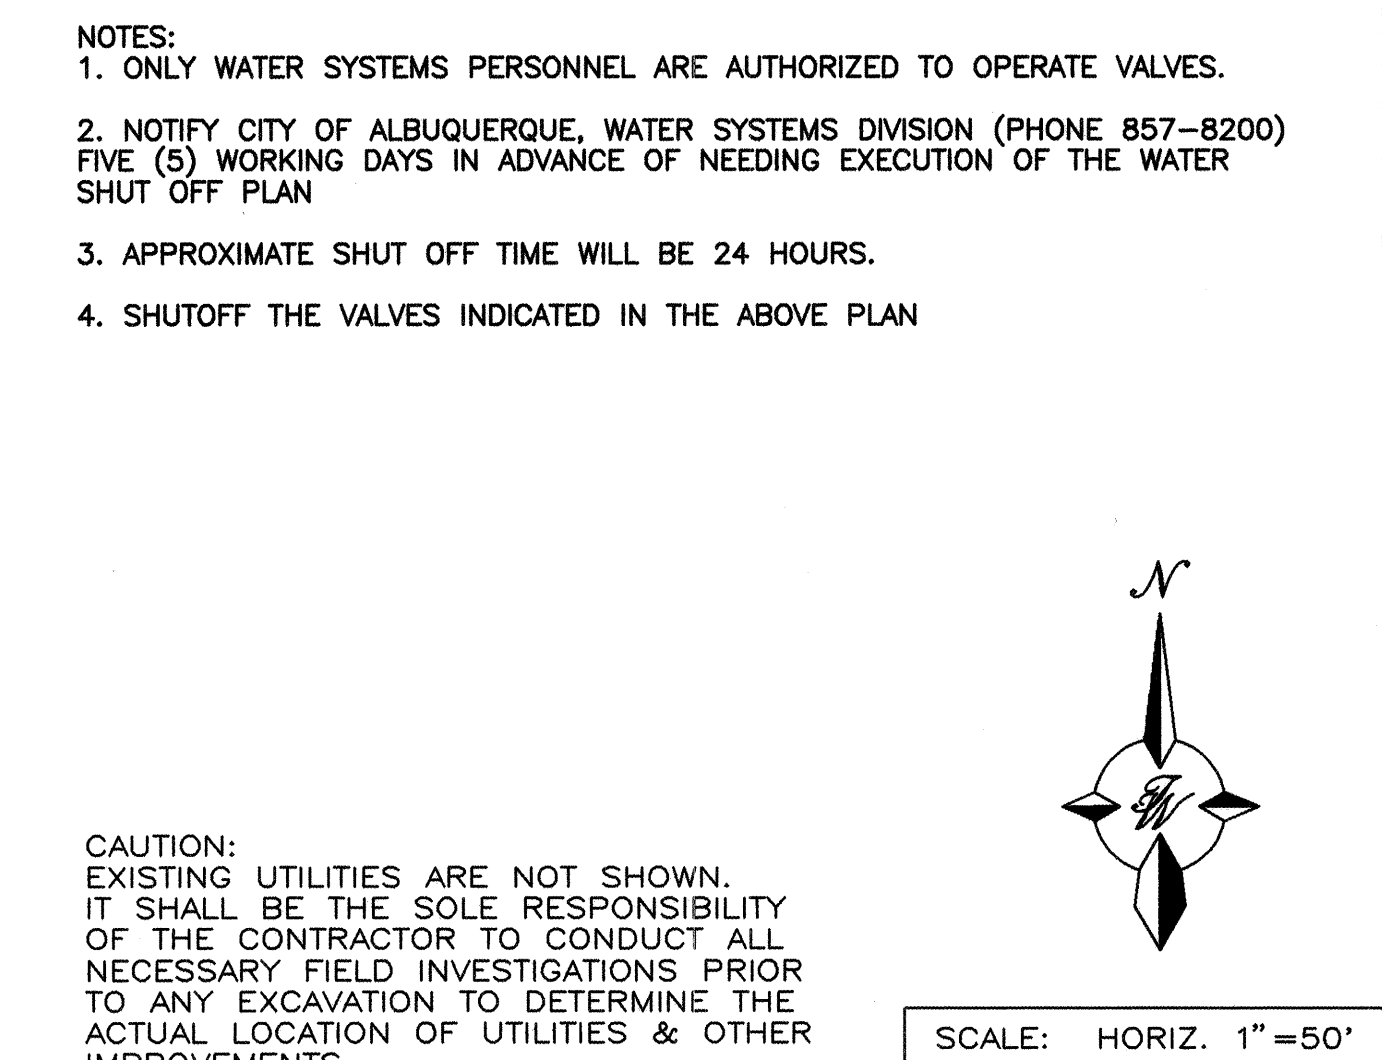 NOTES:
1. ONLY WATER SYSTEMS PERSONNEL ARE AUTHORIZED TO OPERATE VALVES.
2. NOTIFY CITY OF ALBUQUERQUE, WATER SYSTEMS DIVISION (PHONE 857-8200)
FIVE (5) WORKING DAYS IN ADVANCE OF NEEDING EXECUTION OF THE WATER
SHUT OFF PLAN
3. APPROXIMATE SHUT OFF TIME WILL BE 24 HOURS.
4. SHUTOFF THE VALVES INDICATED IN THE ABOVE PLAN
N
CAUTION:
EXISTING UTILITIES ARE NOT SHOWN.
IT SHALL BE THE SOLE RESPONSIBILITY
OF THE CONTRACTOR TO CONDUCT ALL
NECESSARY FIELD INVESTIGATIONS PRIOR
TO ANY EXCAVATION TO DETERMINE THE
ACTUAL LOCATION OF UTILITIES & OTHER
IMPROVEMENTS
SCALE: HORIZ. 1"=50'